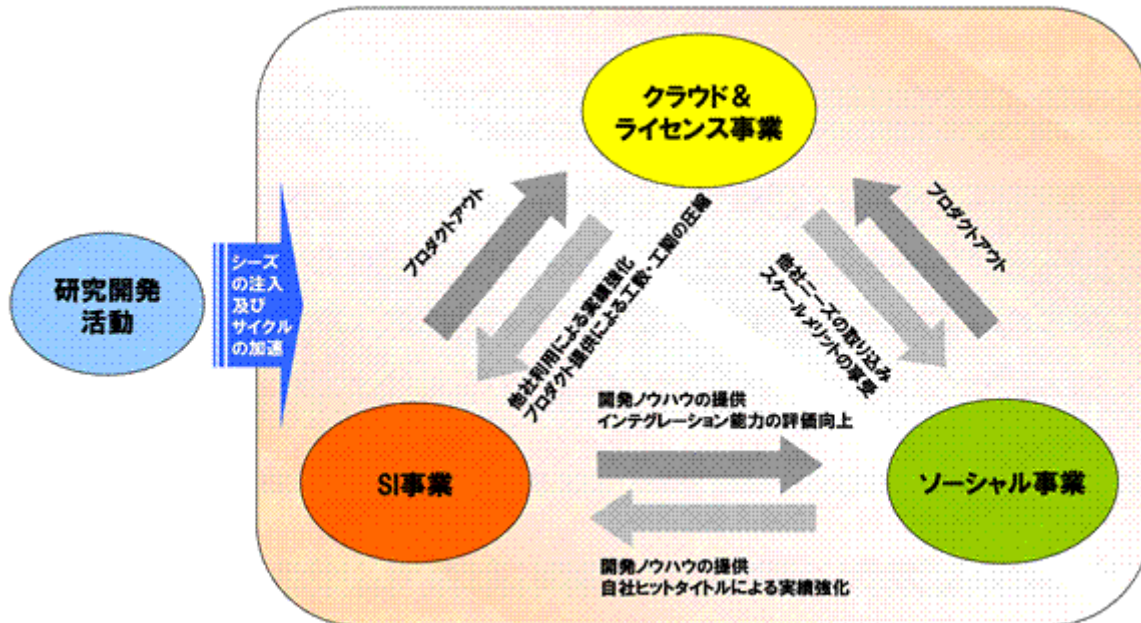 クラウド＆
ライセンス事業
プロダクトアウト
他社利用による実績強化
プロダクト提供による工数・工期の圧縮
プロダクトアウト
他社ニーズの取り込み
スケールメリットの享受
研究開発
活動
シーズ
の注入
及び
サイクル
の加速
開発ノウハウの提供
インテグレーション能力の評価向上
SI事業
ソーシャル事業
開発ノウハウの提供
自社ヒットタイトルによる実績強化